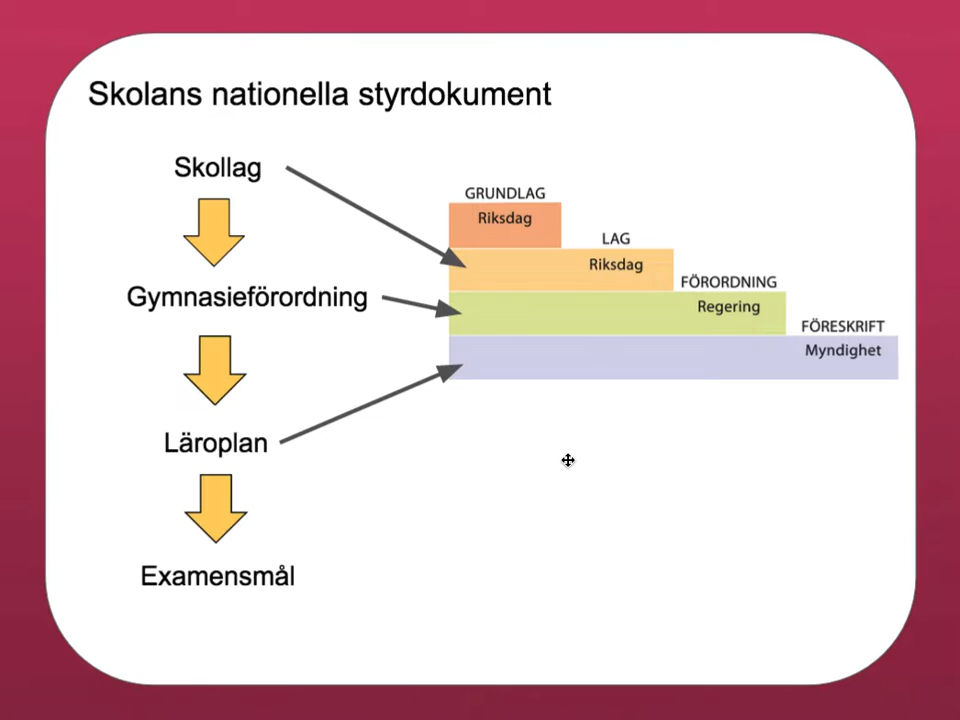 Skolans nationella styrdokument
Skollag
Gymnasieförordning
Läroplan
Examensmål
GRUNDLAG
Riksdag
LAG
Riksdag
FÖRORDNING
Regering
FÖRESKRIFT
Myndighet